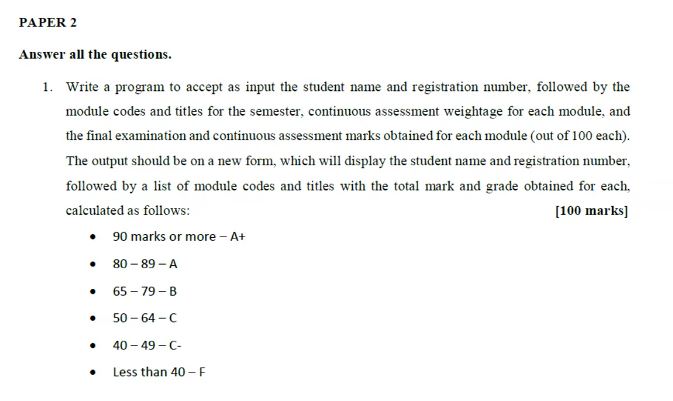 PAPER 2
Answer all the questions.
1. Write a program to accept as input the student name and registration number, followed by the
module codes and titles for the semester, continuous assessment weightage for each module, and
the final examination and continuous assessment marks obtained for each module (out of 100 each).
The output should be on a new form, which will display the student name and registration number,
followed by a list of module codes and titles with the total mark and grade obtained for each,
calculated as follows: [100 marks]
• 90 marks or more – A+
• 80 – 89 – A
• 65 – 79 – B
• 50 – 64 – C
• 40 – 49 – C-
• Less than 40 – F